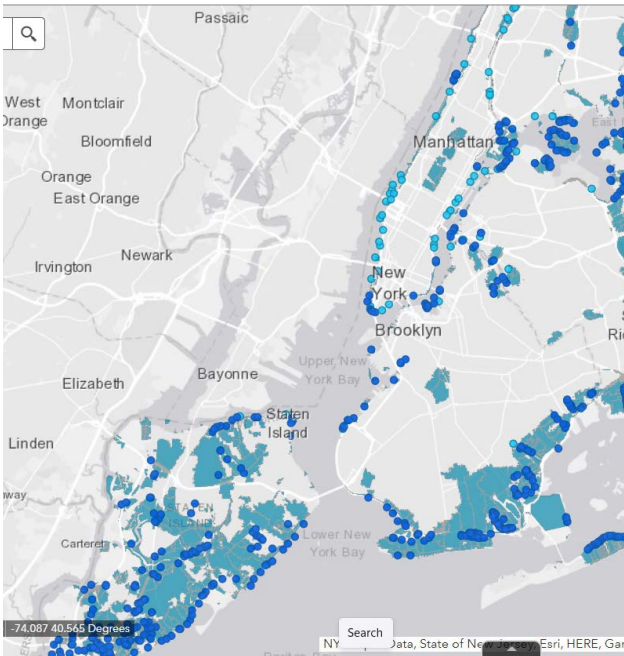 Passaic
West
Orange
Montclair
Bloomfield
Manhattan
Orange
East Orange
Newark
Irvington
New
York
Brooklyn
Upper New
York Bay
Bayonne
Elizabeth
Staten
Island
Linden
STATEN
ISLAND
Carteret
Lower New
York Bay
-74.087 40.565 Degrees
Search
Data, State of New Jersey, Esri, HERE, Gar